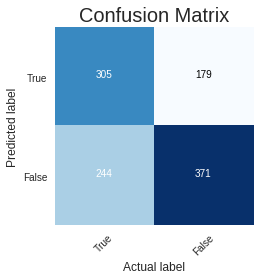 Confusion Matrix
Predicted label
True
305
179
False
244
371
True
False
Actual label